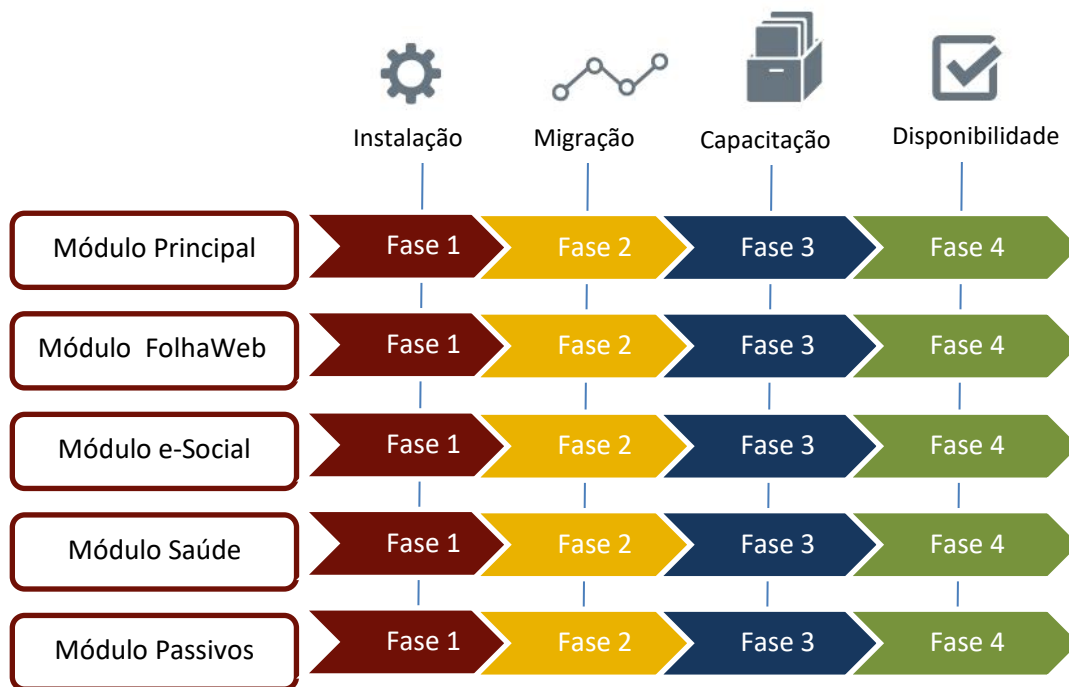 Instalação
Migração
Capacitação
Disponibilidade
Módulo Principal
Fase 1
Fase 2
Fase 3
Fase 4
Módulo FolhaWeb
Fase 1
Fase 2
Fase 3
Fase 4
Módulo e-Social
Fase 1
Fase 2
Fase 3
Fase 4
Módulo Saúde
Fase 1
Fase 2
Fase 3
Fase 4
Módulo Passivos
Fase 1
Fase 2
Fase 3
Fase 4